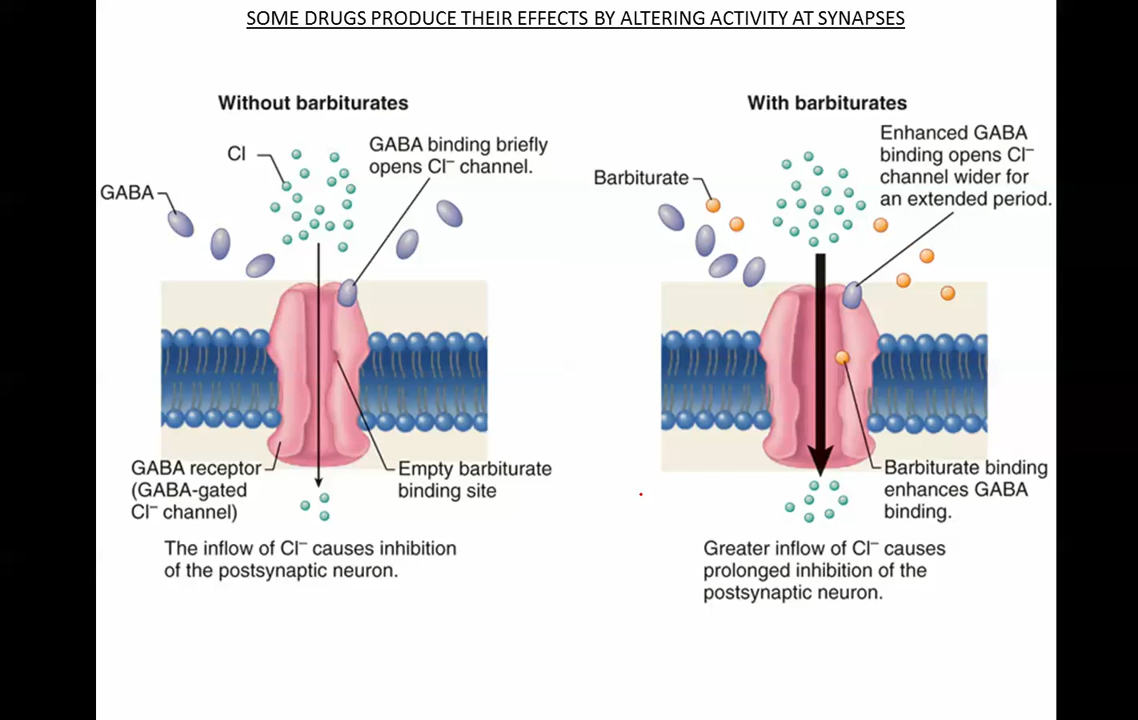 SOME DRUGS PRODUCE THEIR EFFECTS BY ALTERING ACTIVITY AT SYNAPSES
Without barbiturates
Cl
GABA binding briefly
opens Cl⁻ channel.
GABA
GABA receptor
(GABA-gated
Cl⁻ channel)
Empty barbiturate
binding site
The inflow of Cl⁻ causes inhibition
of the postsynaptic neuron.
With barbiturates
Enhanced GABA
binding opens Cl⁻
channel wider for
an extended period.
Barbiturate
Barbiturate binding
enhances GABA
binding.
Greater inflow of Cl⁻ causes
prolonged inhibition of the
postsynaptic neuron.